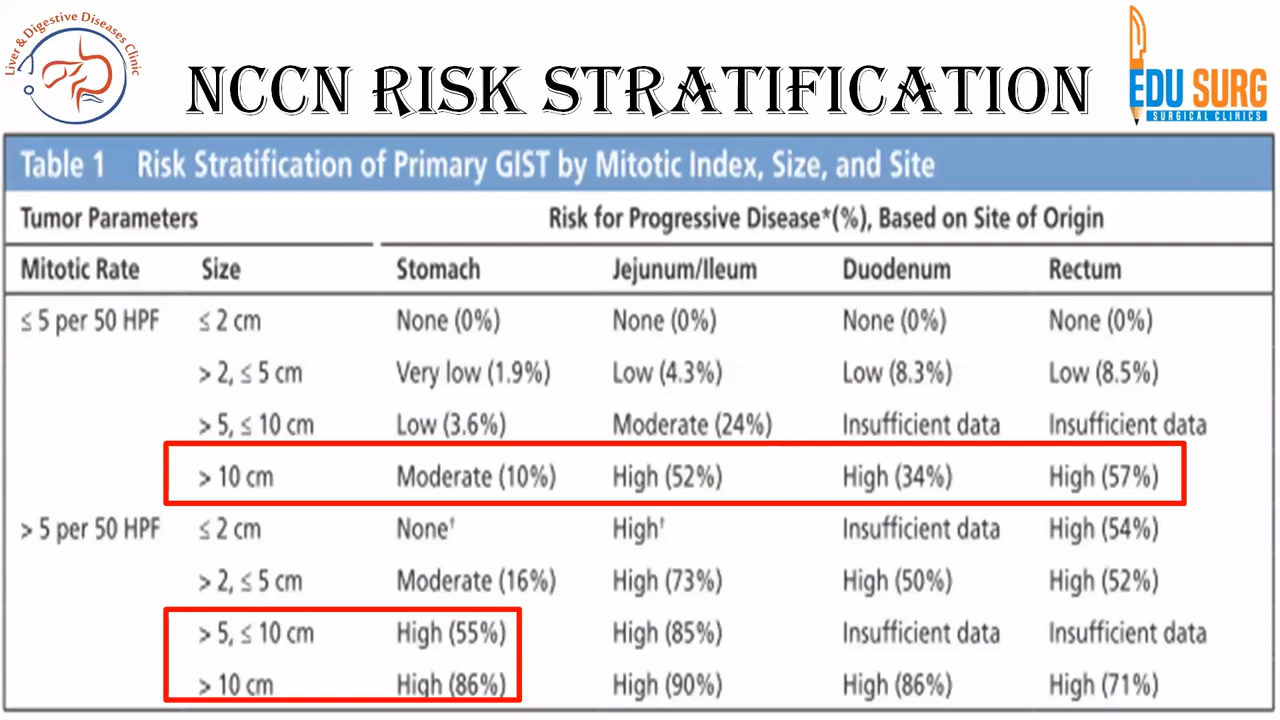 Liver & Digestive Diseases Clinic
NCCN RISK STRATIFICATION
EDU SURG
SURGICAL CLINICS
Table 1 Risk Stratification of Primary GIST by Mitotic Index, Size, and Site
Tumor Parameters Risk for Progressive Disease*(%), Based on Site of Origin
Mitotic Rate Size Stomach Jejunum/Ileum Duodenum Rectum
≤ 5 per 50 HPF ≤ 2 cm None (0%) None (0%) None (0%) None (0%)
> 2, ≤ 5 cm Very low (1.9%) Low (4.3%) Low (8.3%) Low (8.5%)
> 5, ≤ 10 cm Low (3.6%) Moderate (24%) Insufficient data Insufficient data
> 10 cm Moderate (10%) High (52%) High (34%) High (57%)
> 5 per 50 HPF ≤ 2 cm None† High† Insufficient data High (54%)
> 2, ≤ 5 cm Moderate (16%) High (73%) High (50%) High (52%)
> 5, ≤ 10 cm High (55%) High (85%) Insufficient data Insufficient data
> 10 cm High (86%) High (90%) High (86%) High (71%)